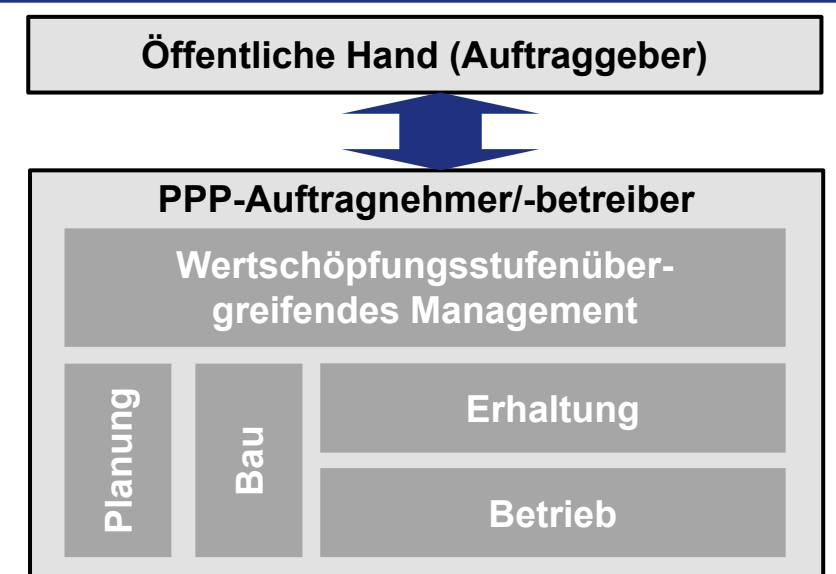 Öffentliche Hand (Auftraggeber)
PPP-Auftragnehmer/-betreiber
Wertschöpfungsstufenüber-
greifendes Management
Planung
Bau
Erhaltung
Betrieb